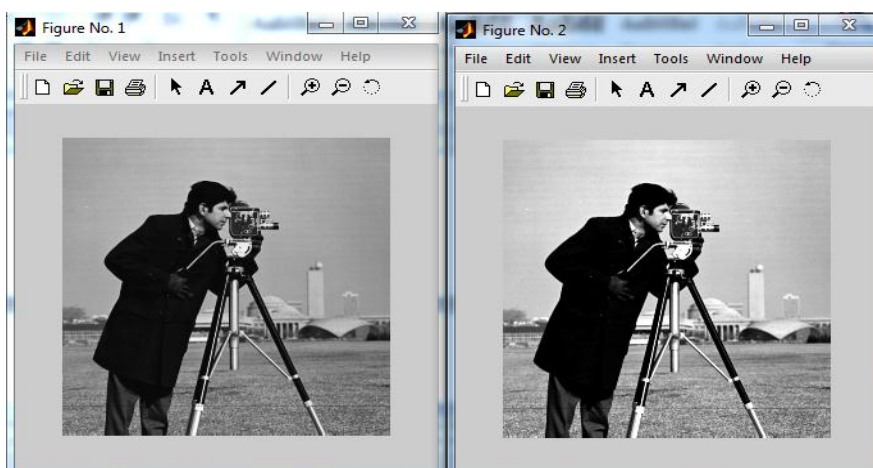 Figure No. 1
File Edit View Insert Tools Window Help
A
Figure No. 2
File Edit View Insert Tools Window Help
A